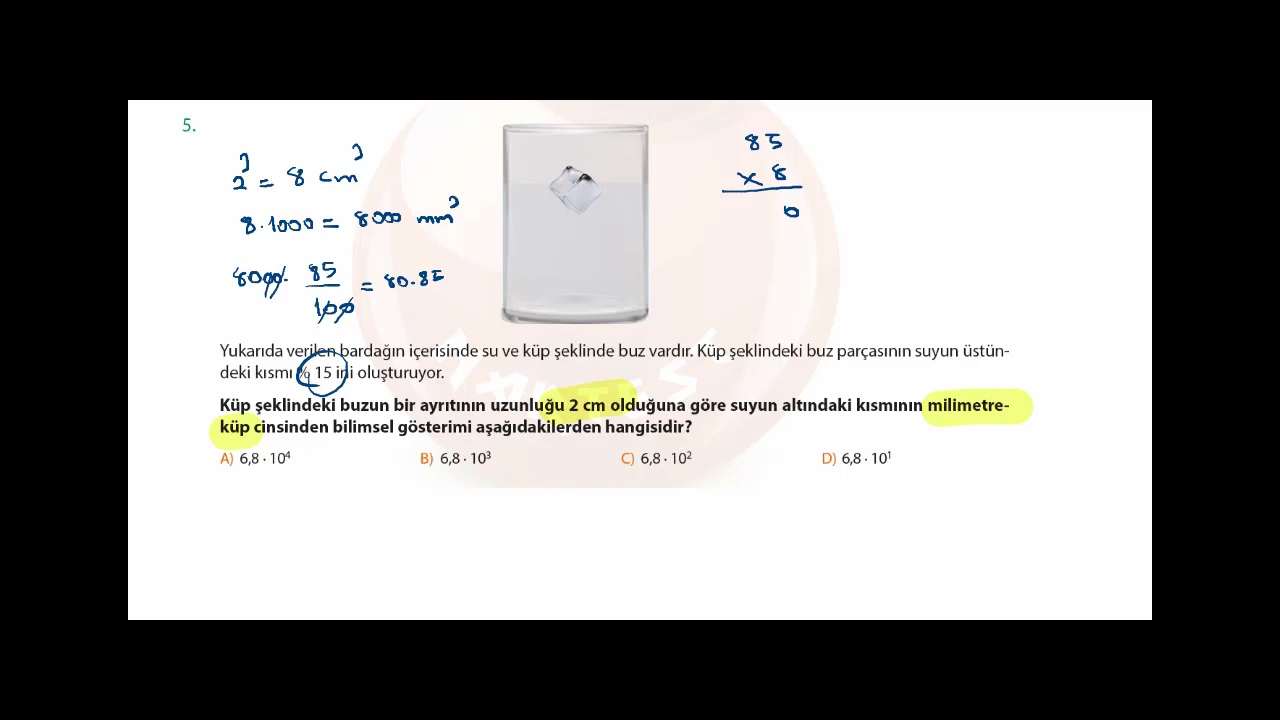 5.
2³ = 8 cm³
8.1000 = 8000 mm³
8000. 85/100 = 80.85
85
x 8
0
Yukarıda verilen bardağın içerisinde su ve küp şeklinde buz vardır. Küp şeklindeki buz parçasının suyun üstün-
deki kısmı % 15 ini oluşturuyor.
Küp şeklindeki buzun bir ayrıtının uzunluğu 2 cm olduğuna göre suyun altındaki kısmının milimetre-
küp cinsinden bilimsel gösterimi aşağıdakilerden hangisidir?
A) 6,8 · 10⁴ B) 6,8 · 10³ C) 6,8 · 10² D) 6,8 · 10¹